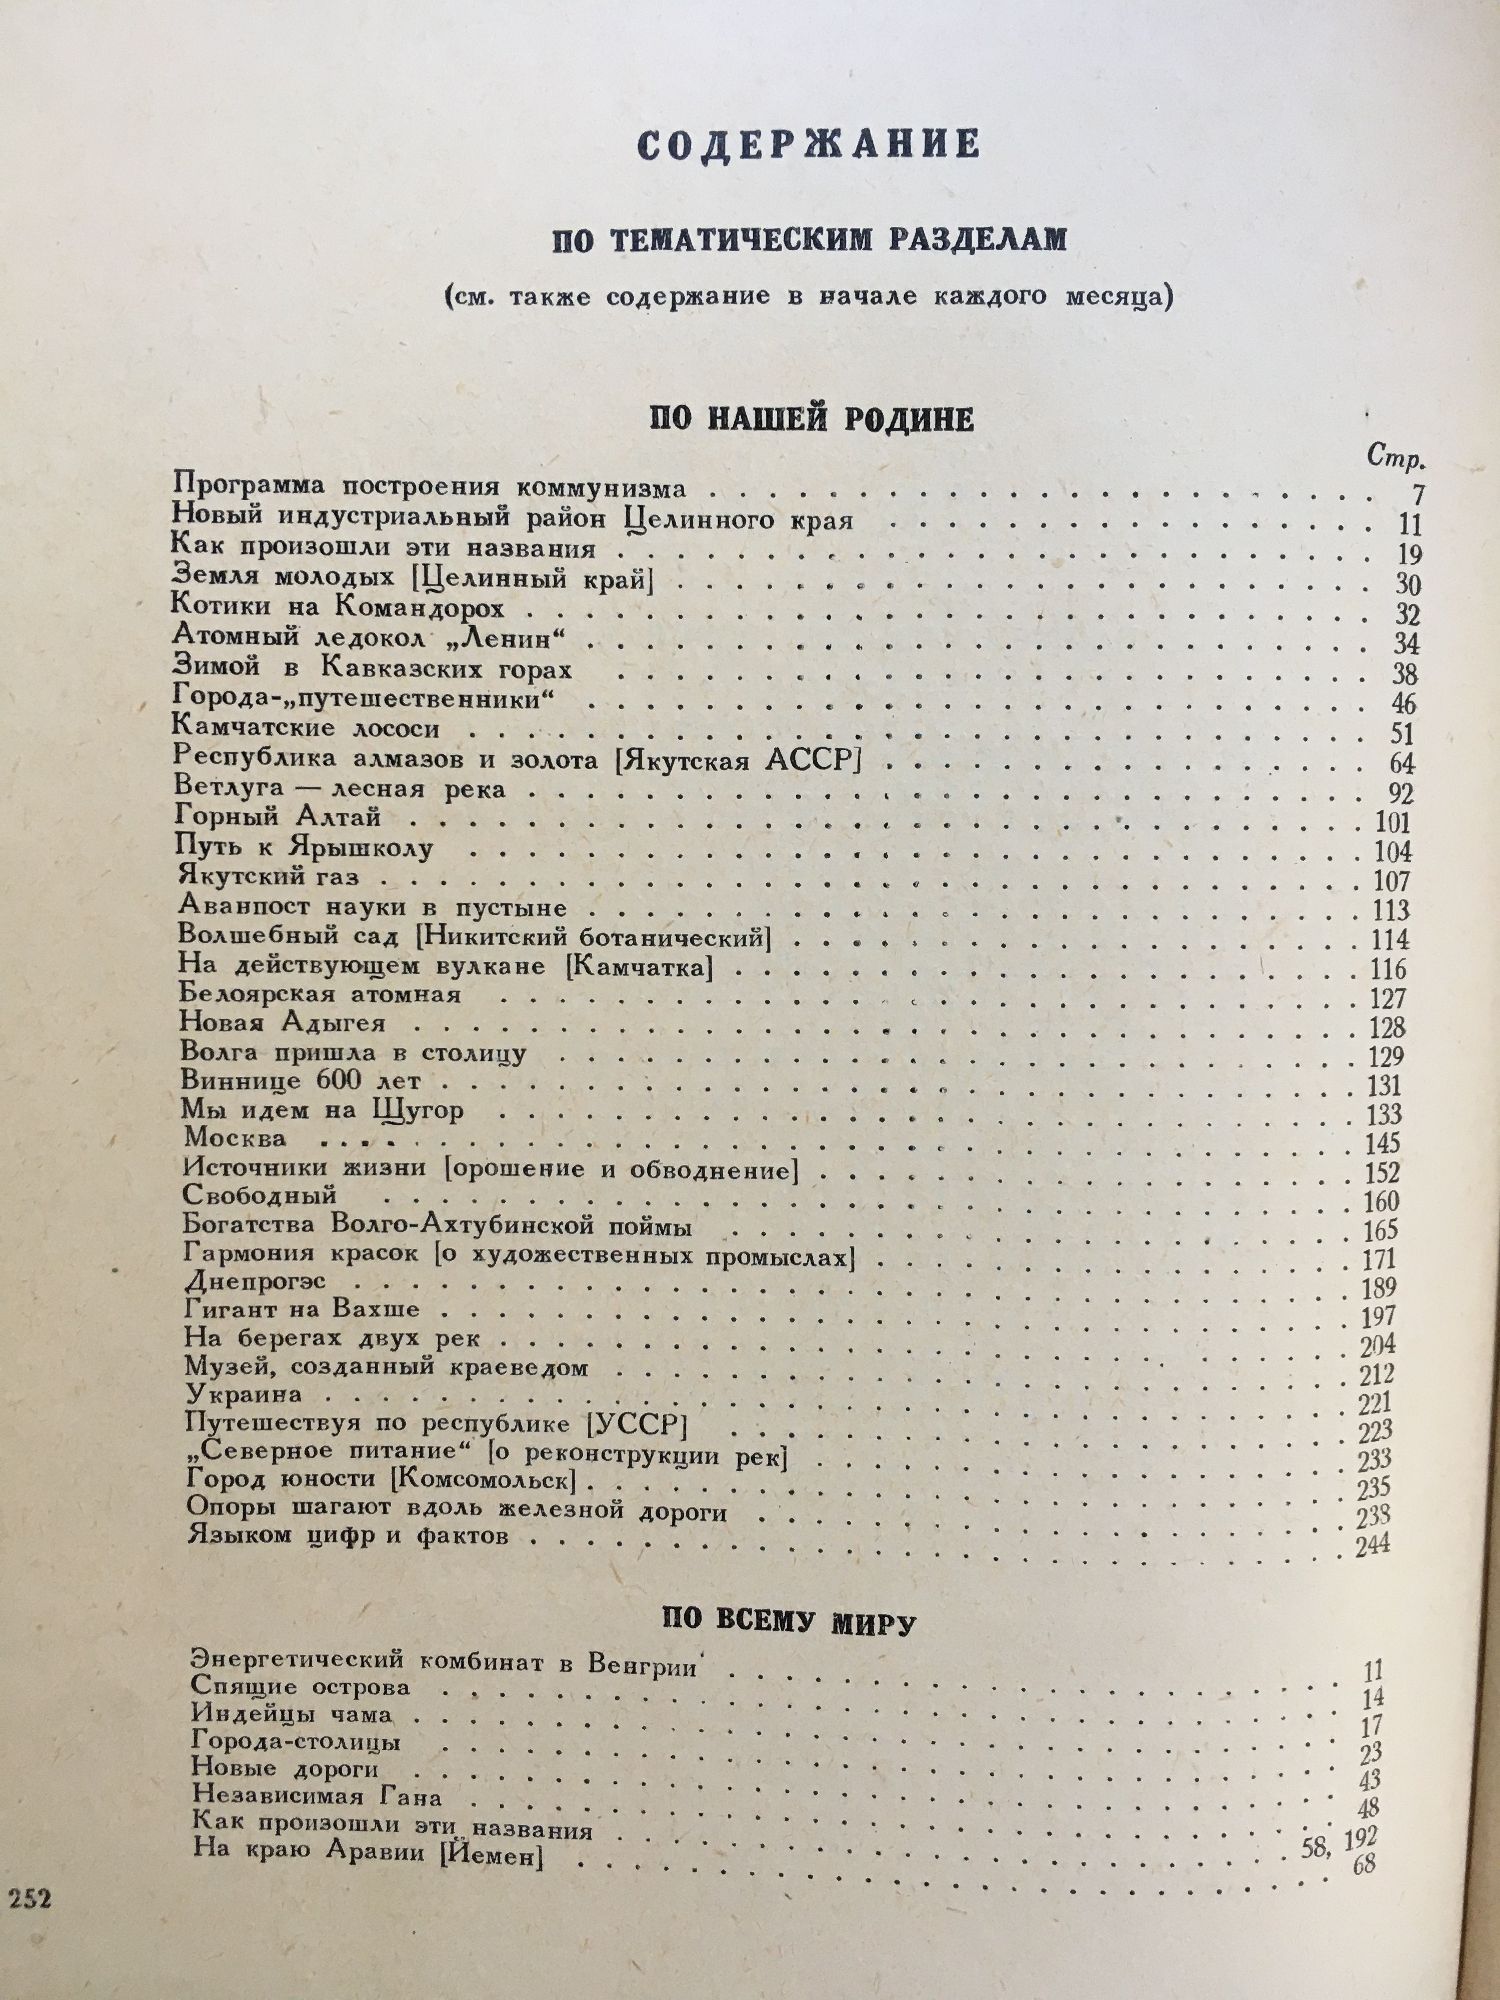 СОДЕРЖАНИЕ
ПО ТЕМАТИЧЕСКИМ РАЗДЕЛАМ
(см. также содержание в начале каждого месяца)
ПО НАШЕЙ РОДИНЕ
Стр.
Программа построения коммунизма . . . . . 7
Новый индустриальный район Целинного края . . . . . 11
Как произошли эти названия . . . . . 19
Земля молодых [Целинный край] . . . . . 30
Котики на Командорох . . . . . 32
Атомный ледокол „Ленин“ . . . . . 34
Зимой в Кавказских горах . . . . . 38
Города-„путешественники“ . . . . . 46
Камчатские лососи . . . . . 51
Республика алмазов и золота [Якутская АССР] . . . . . 64
Ветлуга — лесная река . . . . . 92
Горный Алтай . . . . . 101
Путь к Ярышколу . . . . . 104
Якутский газ . . . . . 107
Аванпост науки в пустыне . . . . . 113
Волшебный сад [Никитский ботанический] . . . . . 114
На действующем вулкане [Камчатка] . . . . . 116
Белоярская атомная . . . . . 127
Новая Адыгея . . . . . 128
Волга пришла в столицу . . . . . 129
Виннице 600 лет . . . . . 131
Мы идем на Щугор . . . . . 133
Москва . . . . . 145
Источники жизни [орошение и обводнение] . . . . . 152
Свободный . . . . . 160
Богатства Волго-Ахтубинской поймы . . . . . 165
Гармония красок [о художественных промыслах] . . . . . 171
Днепрогэс . . . . . 189
Гигант на Вахше . . . . . 197
На берегах двух рек . . . . . 204
Музей, созданный краеведом . . . . . 212
Украина . . . . . 221
Путешествуя по республике [УССР] . . . . . 223
„Северное питание“ [о реконструкции рек] . . . . . 233
Город юности [Комсомольск] . . . . . 235
Опоры шагают вдоль железной дороги . . . . . 238
Языком цифр и фактов . . . . . 244
ПО ВСЕМУ МИРУ
Энергетический комбинат в Венгрии . . . . . 11
Спящие острова . . . . . 14
Индейцы чама . . . . . 17
Города-столицы . . . . . 23
Новые дороги . . . . . 43
Независимая Гана . . . . . 48
Как произошли эти названия . . . . . 58, 192
На краю Аравии [Йемен] . . . . . 68
252